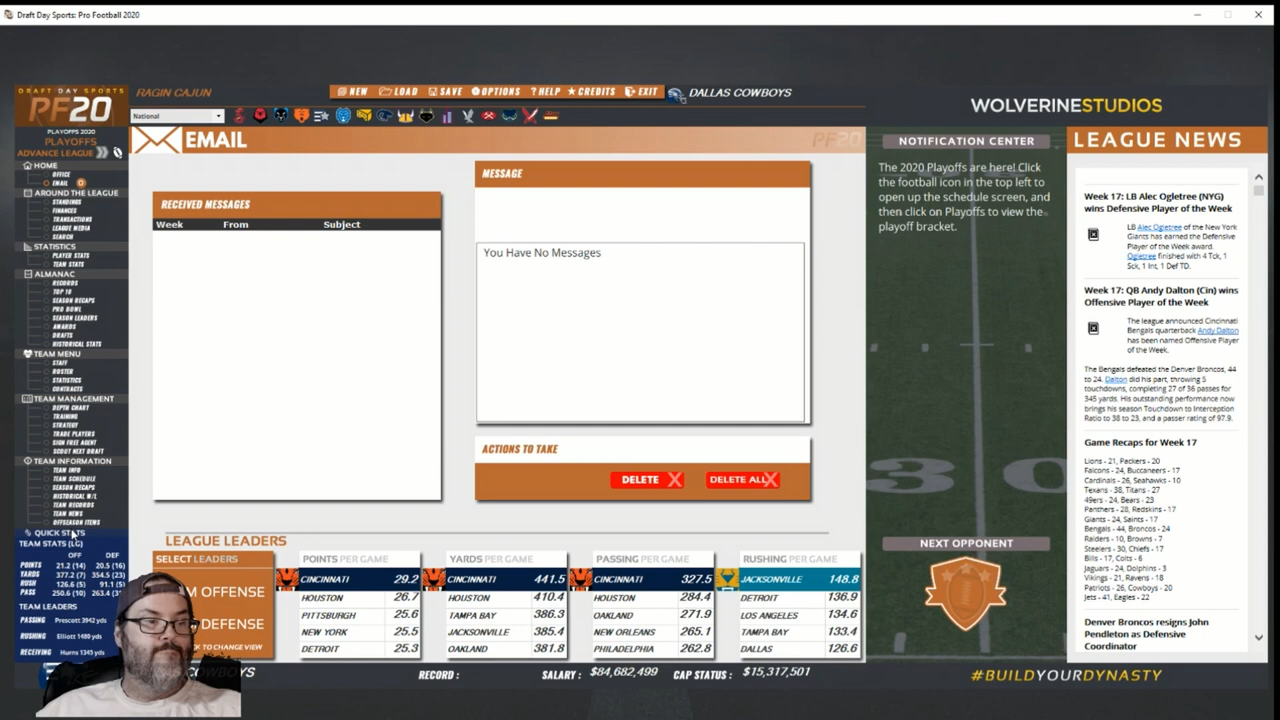 Draft Day Sports: Pro Football 2020
DRAFT DAY SPORTS
PF20
RAGIN CAJUN
NEW LOAD SAVE OPTIONS ? HELP CREDITS EXIT
DALLAS COWBOYS
National
WOLVERINESTUDIOS
PLAYOFFS 2020
PLAYOFFS
ADVANCE LEAGUE
HOME
OFFICE
EMAIL 0
AROUND THE LEAGUE
STANDINGS
FINANCES
TRANSACTIONS
LEAGUE MEDIA
SEARCH
STATISTICS
PLAYER STATS
TEAM STATS
ALMANAC
RECORDS
TOP 10
SEASON RECAPS
PRO BOWL
SEASON LEADERS
AWARDS
DRAFTS
HISTORICAL STATS
TEAM MENU
STAFF
ROSTER
STATISTICS
CONTRACTS
TEAM MANAGEMENT
DEPTH CHART
TRAINING
STRATEGY
TRADE PLAYERS
SIGN FREE AGENT
SCOUT NEXT DRAFT
TEAM INFORMATION
TEAM INFO
TEAM SCHEDULE
SEASON RECAPS
HISTORICAL W/L
TEAM RECORDS
TEAM NEWS
OFFSEASON ITEMS
QUICK STATS
TEAM STATS (LG)
OFF DEF
POINTS 21.2 (14) 20.5 (16)
YARDS 377.2 (7) 354.5 (23)
RUSH 126.6 (5) 91.1 (5)
PASS 250.6 (10) 263.4 (3
TEAM LEADERS
PASSING Prescott 3942 yds
RUSHING Elliott 1480 yds
RECEIVING Hurns 1345 yds
EMAIL
PF20
RECEIVED MESSAGES
Week From Subject
MESSAGE
You Have No Messages
ACTIONS TO TAKE
DELETE X DELETE ALL X
LEAGUE LEADERS
SELECT LEADERS
M OFFENSE
DEFENSE
CK TO CHANGE VIEW
POINTS PER GAME
CINCINNATI 29.2
HOUSTON 26.7
PITTSBURGH 25.6
NEW YORK 25.5
DETROIT 25.3
YARDS PER GAME
CINCINNATI 441.5
HOUSTON 410.4
TAMPA BAY 386.3
JACKSONVILLE 385.4
OAKLAND 381.8
PASSING PER GAME
CINCINNATI 327.5
HOUSTON 284.4
OAKLAND 271.9
NEW ORLEANS 265.1
PHILADELPHIA 262.8
RUSHING PER GAME
JACKSONVILLE 148.8
DETROIT 136.9
LOS ANGELES 134.6
TAMPA BAY 133.4
DALLAS 126.6
NOTIFICATION CENTER
The 2020 Playoffs are here! Click
the football icon in the top left to
open up the schedule screen, and
then click on Playoffs to view the
playoff bracket.
30
NEXT OPPONENT
LEAGUE NEWS
Week 17: LB Alec Ogletree (NYG)
wins Defensive Player of the Week
LB Alec Ogletree of the New York
Giants has earned the Defensive
Player of the Week award.
Ogletree finished with 4 Tck, 1
Sck, 1 Int, 1 Def TD.
Week 17: QB Andy Dalton (Cin) wins
Offensive Player of the Week
The league announced Cincinnati
Bengals quarterback Andy Dalton
has been named Offensive Player
of the Week.
The Bengals defeated the Denver Broncos, 44
to 24. Dalton did his part, throwing 5
touchdowns, completing 27 of 36 passes for
345 yards. His outstanding performance now
brings his season Touchdown to Interception
Ratio to 38 to 23, and a passer rating of 97.9.
Game Recaps for Week 17
Lions - 21, Packers - 20
Falcons - 24, Buccaneers - 17
Cardinals - 26, Seahawks - 10
Texans - 38, Titans - 27
49ers - 24, Bears - 23
Panthers - 28, Redskins - 17
Giants - 24, Saints - 17
Bengals - 44, Broncos - 24
Raiders - 10, Browns - 7
Steelers - 30, Chiefs - 17
Bills - 17, Colts - 6
Jaguars - 24, Dolphins - 3
Vikings - 21, Ravens - 18
Patriots - 26, Cowboys - 20
Jets - 41, Eagles - 22
Denver Broncos resigns John
Pendleton as Defensive
Coordinator
COWBOYS
RECORD : SALARY : $84,682,499 CAP STATUS : $15,317,501
#BUILDYOURDYNASTY